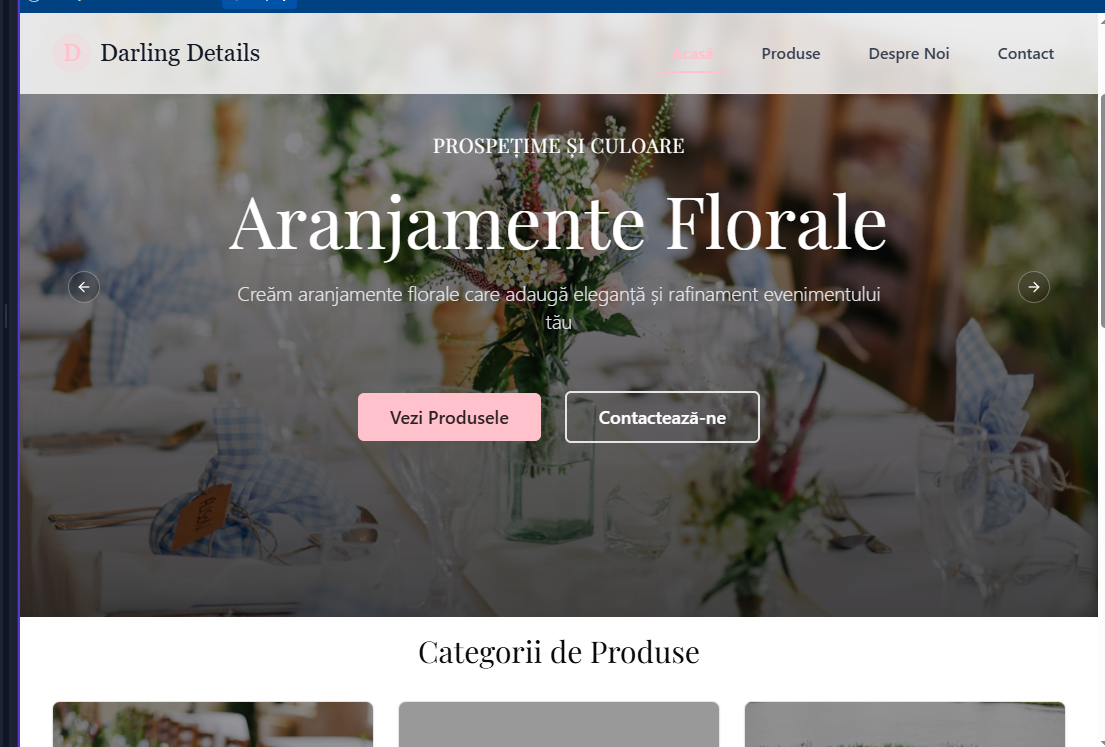 D Darling Details
Acasă Produse Despre Noi Contact
PROSPEȚIME ȘI CULOARE
Aranjamente Florale
Creăm aranjamente florale care adaugă eleganță și rafinament evenimentului
tău
Vezi Produsele Contactează-ne
Categorii de Produse